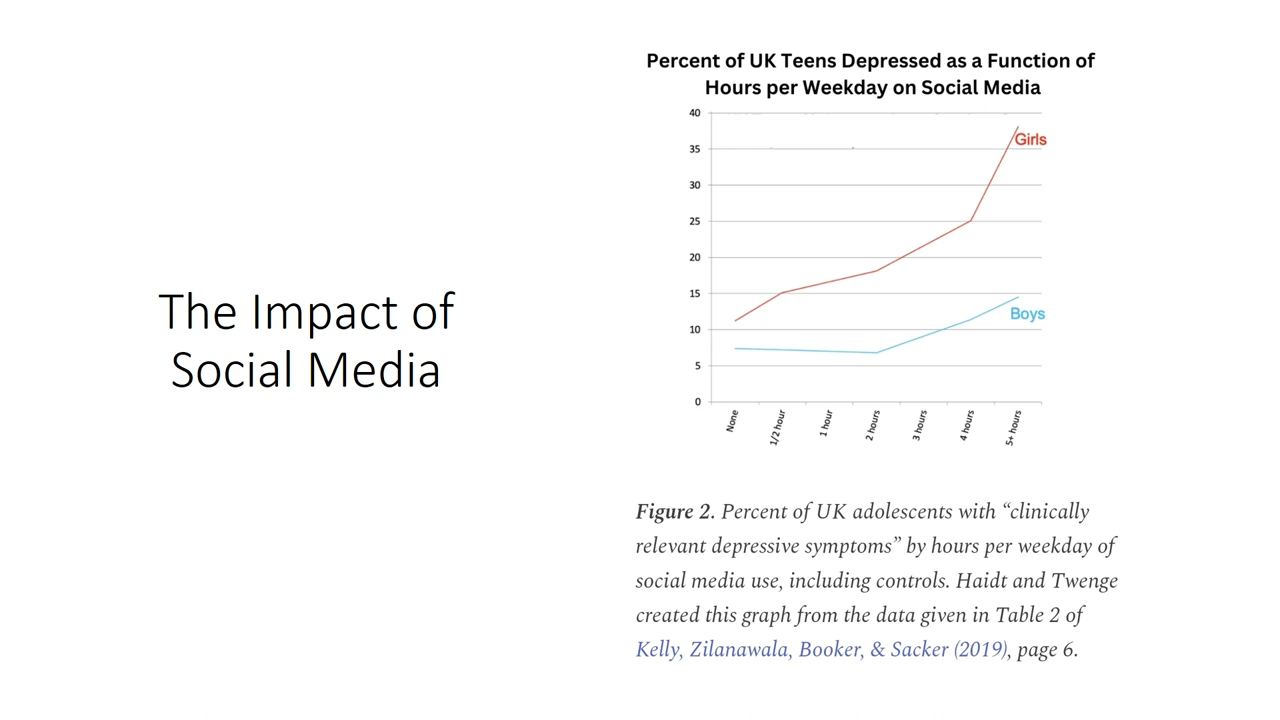 The Impact of
Social Media
Percent of UK Teens Depressed as a Function of
Hours per Weekday on Social Media
40
35
30
25
20
15
10
5
0
Girls
Boys
None
1/2 hour
1 hour
2 hours
3 hours
4 hours
5+ hours
Figure 2. Percent of UK adolescents with “clinically
relevant depressive symptoms” by hours per weekday of
social media use, including controls. Haidt and Twenge
created this graph from the data given in Table 2 of
Kelly, Zilanawala, Booker, & Sacker (2019), page 6.